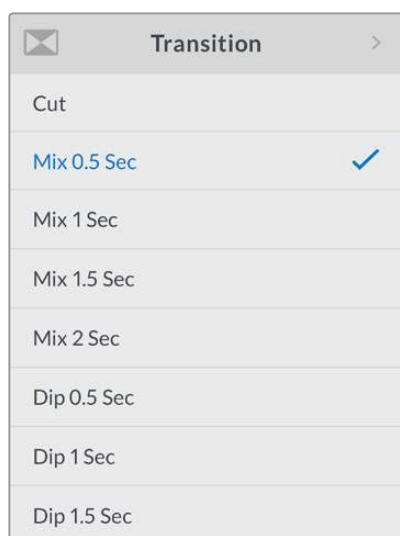 Transition
Cut
Mix 0.5 Sec
Mix 1 Sec
Mix 1.5 Sec
Mix 2 Sec
Dip 0.5 Sec
Dip 1 Sec
Dip 1.5 Sec